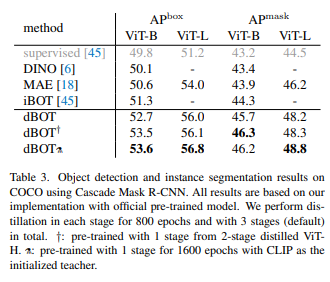 method AP^box AP^mask
ViT-B ViT-L ViT-B ViT-L
supervised [45] 49.8 51.2 43.2 44.5
DINO [6] 50.1 - 43.4 -
MAE [18] 50.6 54.0 43.9 46.2
iBOT [45] 51.3 - 44.3 -
dBOT 52.7 56.0 45.7 48.2
dBOT† 53.5 56.1 46.3 48.3
dBOT⚗ 53.6 56.8 46.2 48.8
Table 3. Object detection and instance segmentation results on
COCO using Cascade Mask R-CNN. All results are based on our
implementation with official pre-trained model. We perform dis-
tillation in each stage for 800 epochs and with 3 stages (default)
in total. †: pre-trained with 1 stage from 2-stage distilled ViT-
H. ⚗: pre-trained with 1 stage for 1600 epochs with CLIP as the
initialized teacher.